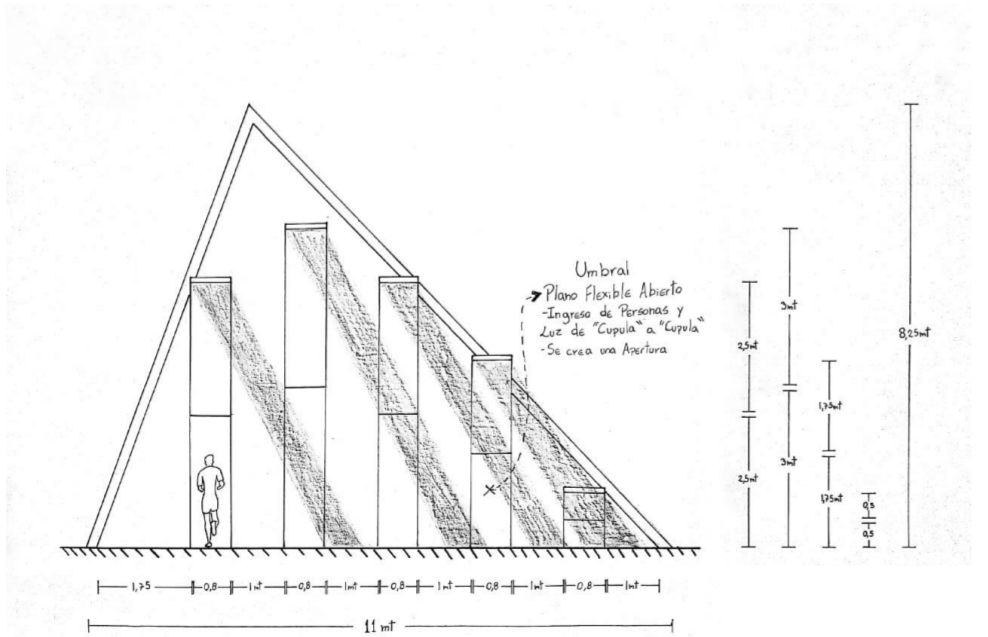 Umbral
Plano Flexible Abierto
-Ingreso de Personas y
Luz de "Cupula" a "Cupula"
-Se crea una Apertura
3mt
8,25mt
2,5mt
1,75mt
3mt
2,5mt
1,75mt
0,5
0,5
1,75 0,8 1mt 0,8 1mt 0,8 1mt 0,8 1mt 0,8 1mt
11 mt